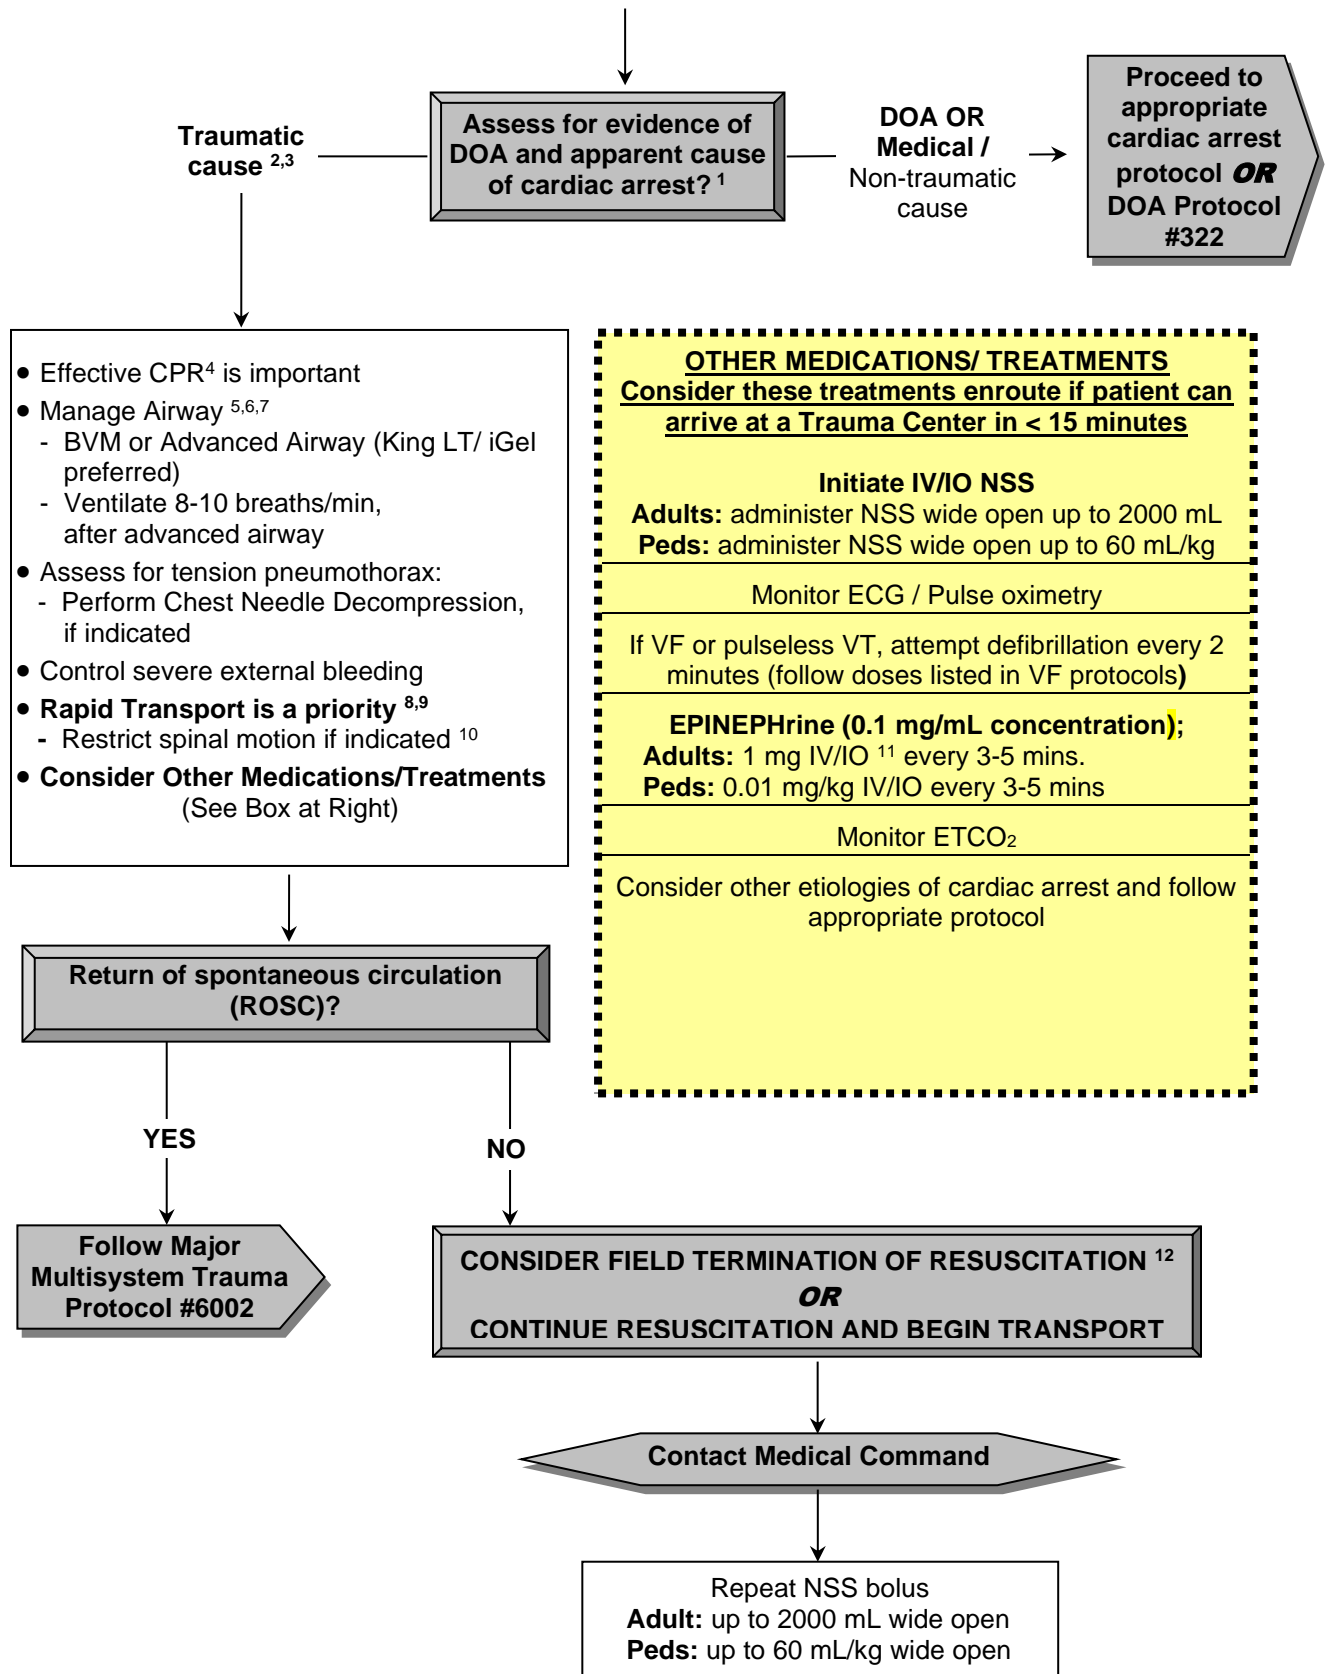 Assess for evidence of
DOA and apparent cause
of cardiac arrest? 1
Traumatic
cause 2,3
DOA OR
Medical /
Non-traumatic
cause
Proceed to
appropriate
cardiac arrest
protocol OR
DOA Protocol
#322
• Effective CPR4 is important
• Manage Airway 5,6,7
- BVM or Advanced Airway (King LT/ iGel
preferred)
- Ventilate 8-10 breaths/min,
after advanced airway
• Assess for tension pneumothorax:
- Perform Chest Needle Decompression,
if indicated
• Control severe external bleeding
• Rapid Transport is a priority 8,9
- Restrict spinal motion if indicated 10
• Consider Other Medications/Treatments
(See Box at Right)
OTHER MEDICATIONS/ TREATMENTS
Consider these treatments enroute if patient can
arrive at a Trauma Center in < 15 minutes
Initiate IV/IO NSS
Adults: administer NSS wide open up to 2000 mL
Peds: administer NSS wide open up to 60 mL/kg
Monitor ECG / Pulse oximetry
If VF or pulseless VT, attempt defibrillation every 2
minutes (follow doses listed in VF protocols)
EPINEPHrine (0.1 mg/mL concentration);
Adults: 1 mg IV/IO 11 every 3-5 mins.
Peds: 0.01 mg/kg IV/IO every 3-5 mins
Monitor ETCO2
Consider other etiologies of cardiac arrest and follow
appropriate protocol
Return of spontaneous circulation
(ROSC)?
YES
NO
Follow Major
Multisystem Trauma
Protocol #6002
CONSIDER FIELD TERMINATION OF RESUSCITATION 12
OR
CONTINUE RESUSCITATION AND BEGIN TRANSPORT
Contact Medical Command
Repeat NSS bolus
Adult: up to 2000 mL wide open
Peds: up to 60 mL/kg wide open